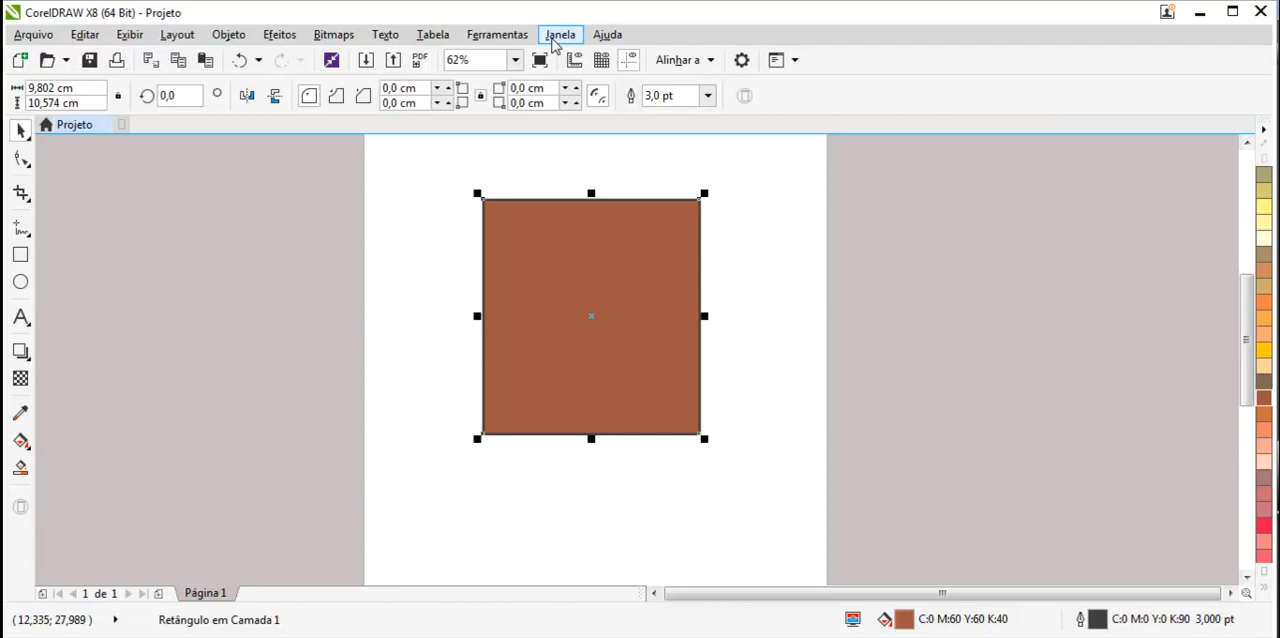 CorelDRAW X8 (64 Bit) - Projeto
Arquivo Editar Exibir Layout Objeto Efeitos Bitmaps Texto Tabela Ferramentas Janela Ajuda
PDF 62% Alinhar a
9,802 cm 0,0 cm 0,0 cm
10,574 cm 0,0 0,0 cm 0,0 cm 3,0 pt
Projeto
1 de 1 Página 1
(12,335; 27,989 ) Retângulo em Camada 1 C:0 M:60 Y:60 K:40 C:0 M:0 Y:0 K:90 3,000 pt